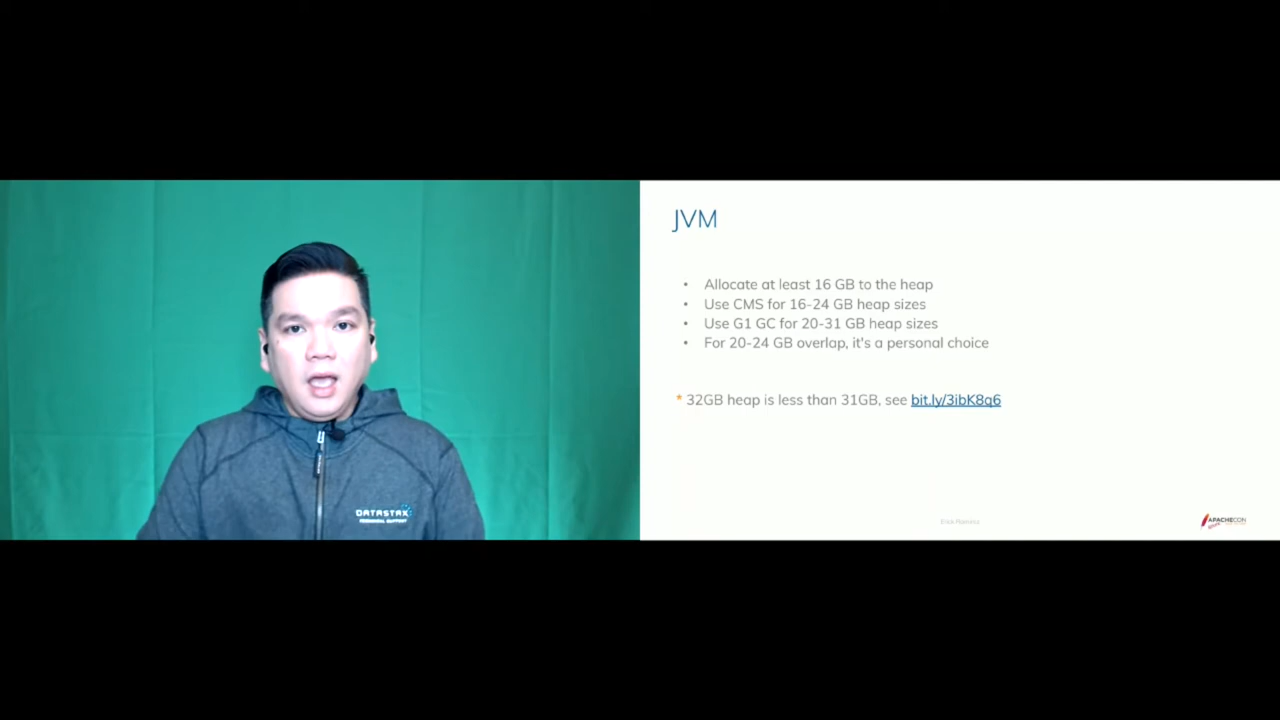 JVM
• Allocate at least 16 GB to the heap
• Use CMS for 16-24 GB heap sizes
• Use G1 GC for 20-31 GB heap sizes
• For 20-24 GB overlap, it's a personal choice
* 32GB heap is less than 31GB, see bit.ly/3ibK8q6
DATASTAX
APACHECON